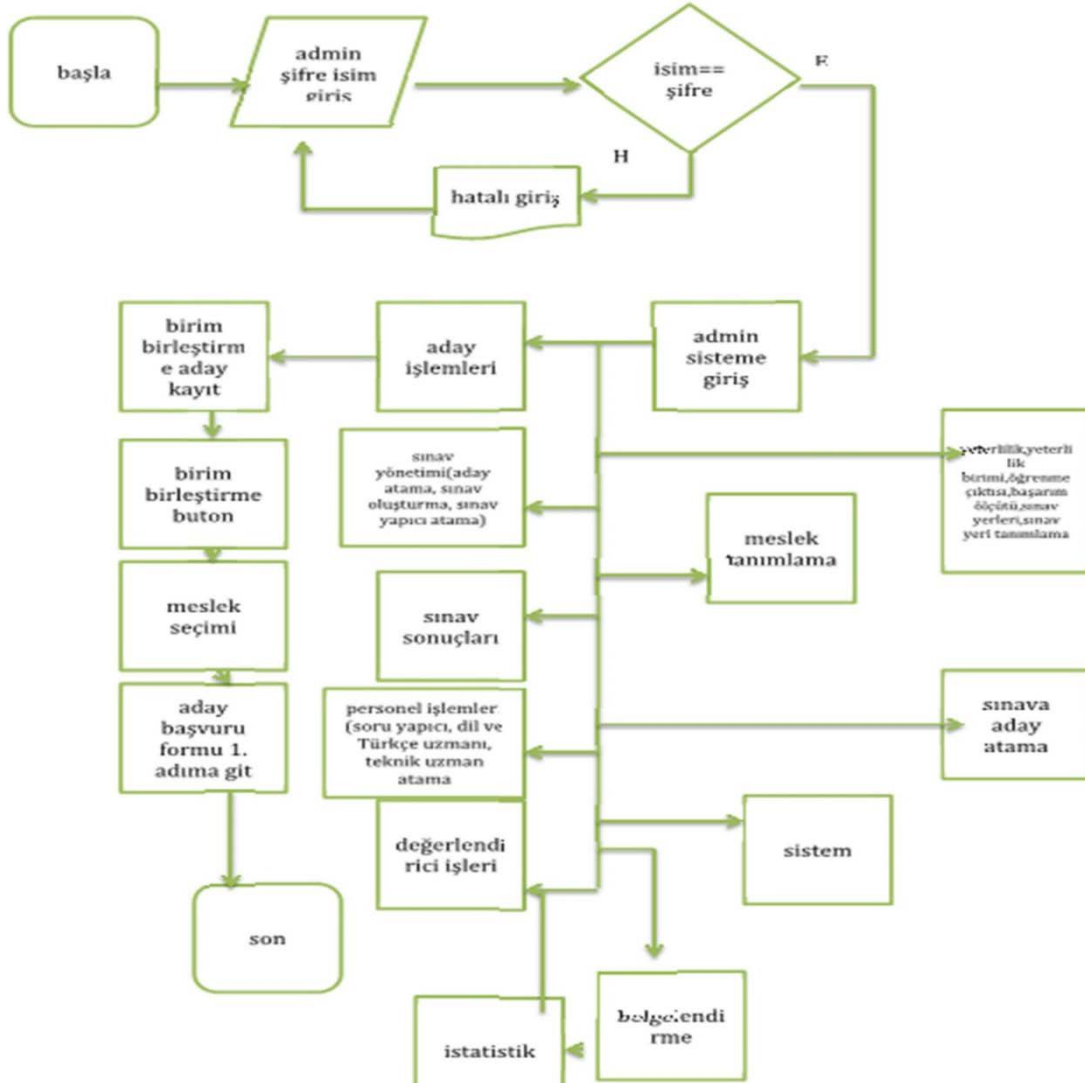 başla
admin
şifre isim
giriş
isim==
şifre
E
H
hatalı giriş
birim
birleştirm
e aday
kayıt
aday
işlemleri
admin
sisteme
giriş
birim
birleştirme
buton
sınav
yönetimi(aday
atama, sınav
oluşturma, sınav
yapıcı atama)
yeterlilik,yeterli
lik
birimi,öğrenme
çıktısı,başarım
ölçütü,sınav
yerleri,sınav
yeri tanımlama
meslek
tanımlama
meslek
seçimi
sınav
sonuçları
aday
başvuru
formu 1.
adıma git
personel işlemler
(soru yapıcı, dil ve
Türkçe uzmanı,
teknik uzman
atama
sınava
aday
atama
değerlendi
rici işleri
sistem
son
belgelendi
rme
istatistik